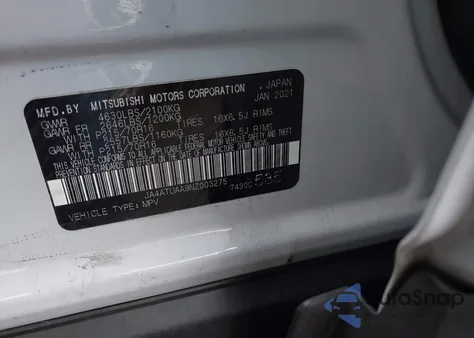 MFD.BY MITSUBISHI MOTORS CORPORATION , JAPAN
4630LBS/2100KG JAN 2021
GVWR
GAWR FR 1200KG
WITH P215/70R16 TIRES 16X6.5J RIMS
GAWR RR 1160KG
WITH P215/70R16 TIRES 16X6.5J RIMS
THIS VEHICLE CONFORMS TO ALL APPLICABLE
FEDERAL MOTOR VEHICLE SAFETY, BUMPER, AND
THEFT PREVENTION STANDARDS IN EFFECT ON
THE DATE OF MANUFACTURE SHOWN ABOVE.
JA4ATUAA9NZ003276
VEHICLE TYPE: MPV
AutoSnap